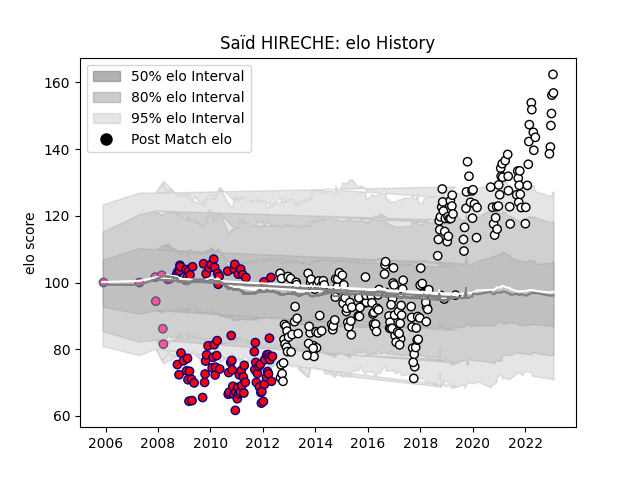 Saïd HIRECHE: elo History
50% elo Interval
80% elo Interval
95% elo Interval
Post Match elo
elo score
160
140
120
100
80
60
2006 2008 2010 2012 2014 2016 2018 2020 2022